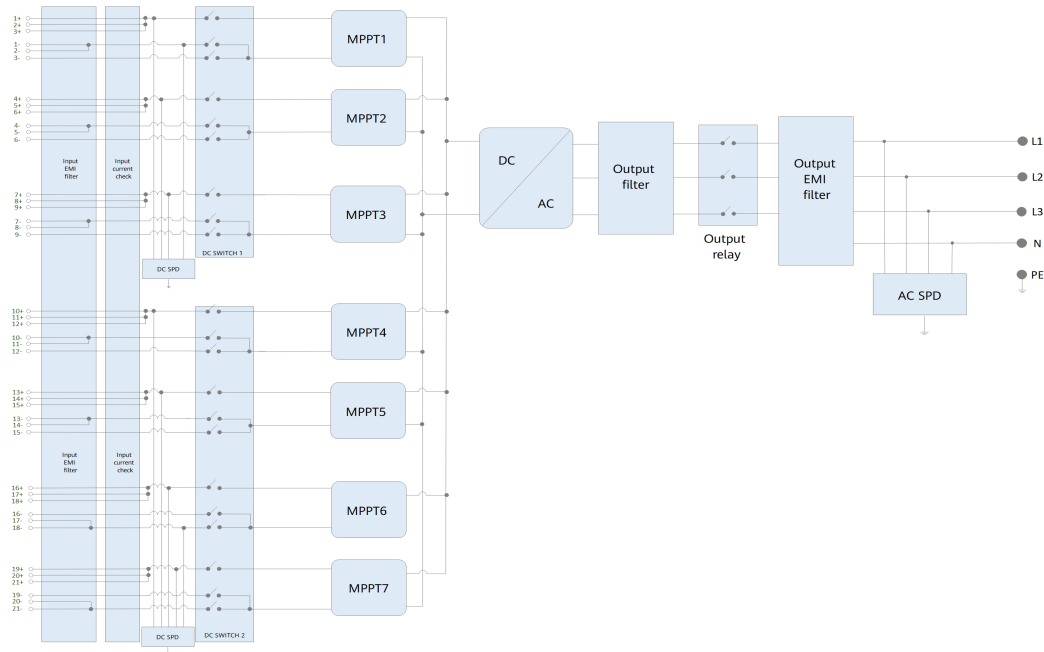 1+
2+
3+
1-
2-
3-
MPPT1
4+
5+
6+
4-
5-
6-
MPPT2
Input
EMI
filter
Input
current
check
7+
8+
9+
7-
8-
9-
MPPT3
DC SWITCH 1
DC SPD
DC
AC
Output
filter
Output
relay
Output
EMI
filter
L1
L2
L3
N
PE
AC SPD
10+
11+
12+
10-
11-
12-
MPPT4
13+
14+
15+
13-
14-
15-
MPPT5
Input
EMI
filter
Input
current
check
16+
17+
18+
16-
17-
18-
MPPT6
19+
20+
21+
19-
20-
21-
MPPT7
DC SPD
DC SWITCH 2